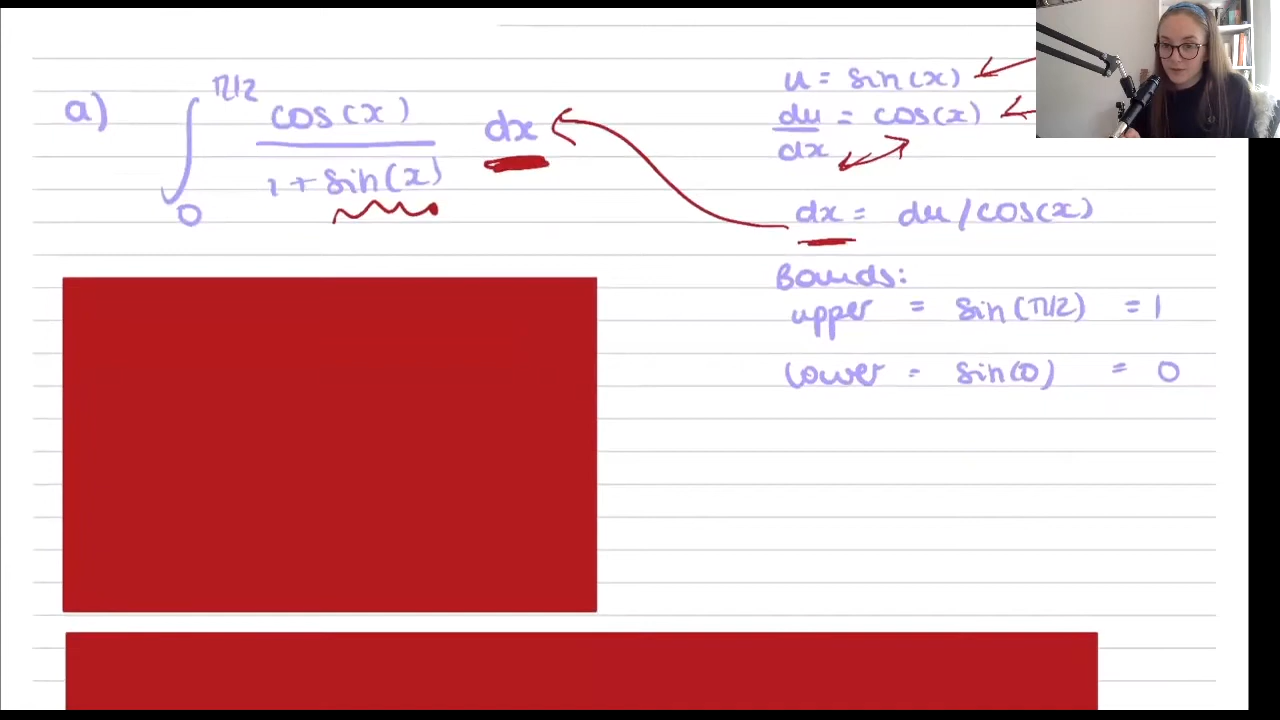 a) ∫₀^π/2 cos(x) / 1 + sin(x) dx
u = sin(x)
du/dx = cos(x)
dx = du / cos(x)
Bounds:
upper = sin(π/2) = 1
lower = sin(0) = 0